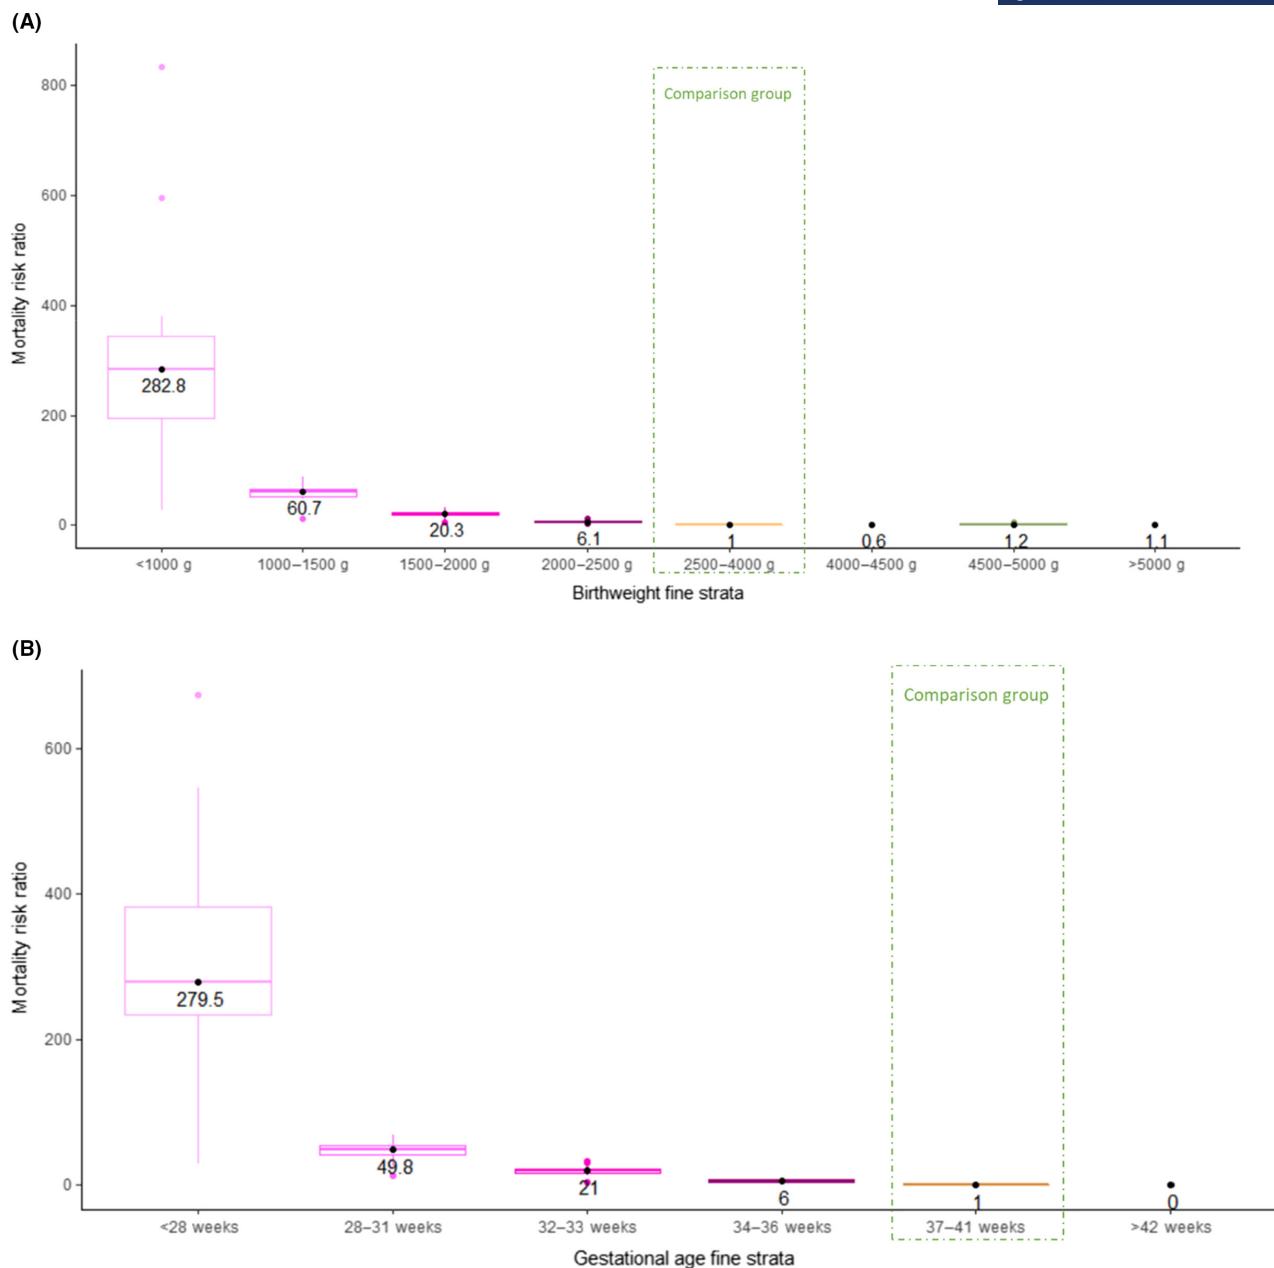 (A)
800
600
400
200
0
Mortality risk ratio
Comparison group
282.8
60.7
20.3
6.1
1
0.6
1.2
1.1
<1000 g
1000–1500 g
1500–2000 g
2000–2500 g
2500–4000 g
4000–4500 g
4500–5000 g
>5000 g
Birthweight fine strata
(B)
600
400
200
0
Mortality risk ratio
Comparison group
279.5
49.8
21
6
1
0
<28 weeks
28–31 weeks
32–33 weeks
34–36 weeks
37–41 weeks
>42 weeks
Gestational age fine strata